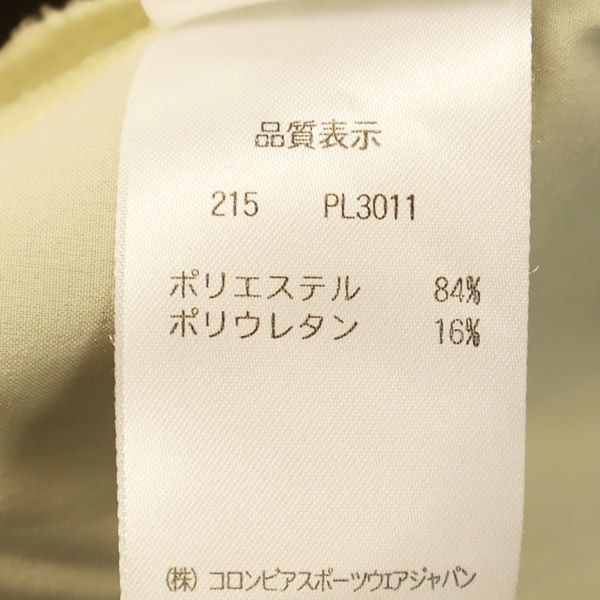 品質表示
215 PL3011
ポリエステル 84%
ポリウレタン 16%
(株) コロンビアスポーツウエアジャパン